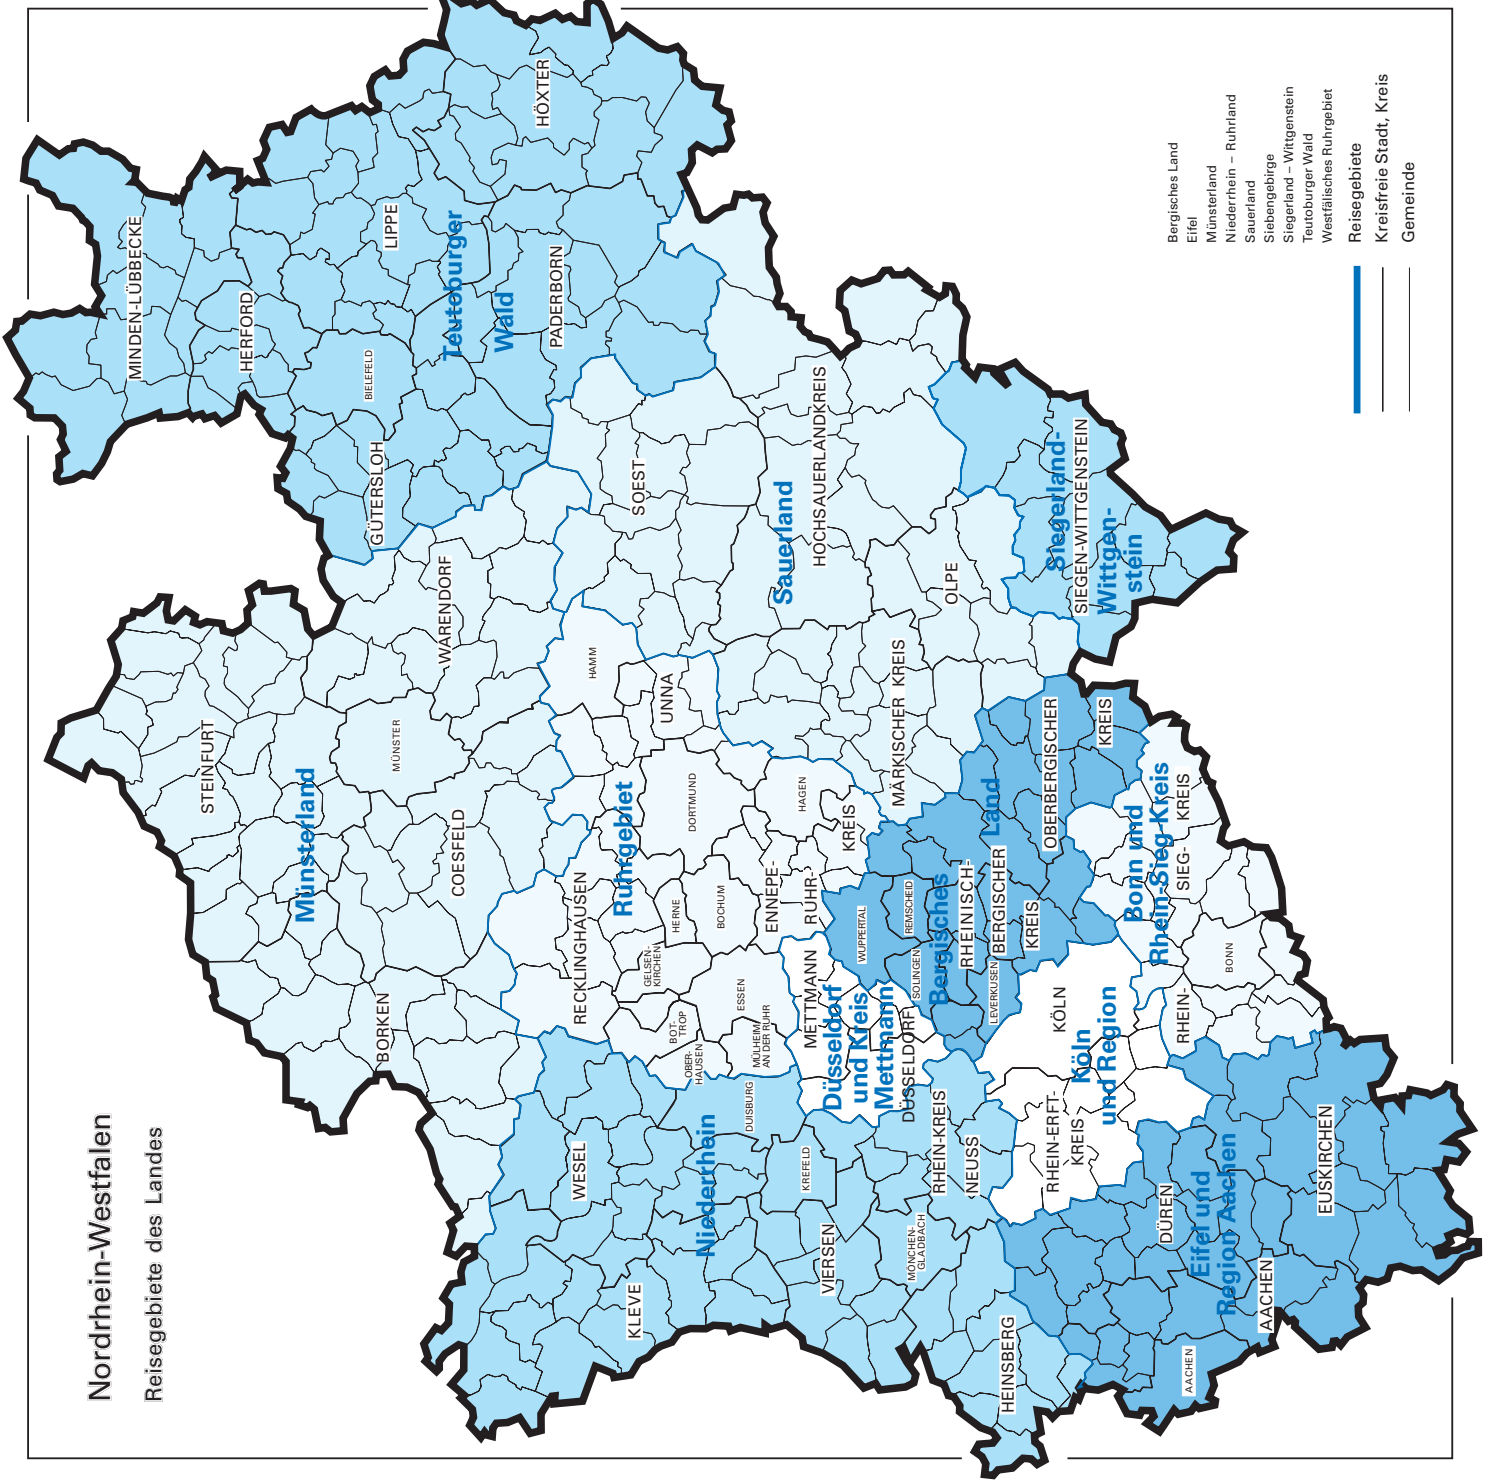 Nordrhein-Westfalen
Reisegebiete des Landes
STEINFURT
Münsterland
MÜNSTER
BORKEN
COESFELD
WARENDORF
MINDEN-LÜBBECKE
HERFORD
BIELEFELD
GÜTERSLOH
LIPPE
Teutoburger
Wald
PADERBORN
HÖXTER
KLEVE
WESEL
Niederrhein
DUISBURG
KREFELD
VIERSEN
MÖNCHEN-
GLADBACH
RHEIN-KREIS
NEUSS
HEINSBERG
RECKLINGHAUSEN
Ruhrgebiet
GELSEN-
KIRCHEN
BOT-
TROP
OBER-
HAUSEN
MÜLHEIM
AN DER RUHR
ESSEN
HERNE
BOCHUM
DORTMUND
HAMM
UNNA
HAGEN
ENNEPE-
RUHR-
KREIS
SOEST
Sauerland
HOCHSAUERLANDKREIS
MÄRKISCHER KREIS
OLPE
Siegerland-
SIEGEN-WITTGENSTEIN
Wittgen-
stein
METTMANN
Düsseldorf
und Kreis
Mettmann
DÜSSELDORF
WUPPERTAL
REMSCHEID
SOLINGEN
Bergisches
Land
RHEINISCH-
BERGISCHER
KREIS
LEVERKUSEN
OBERBERGISCHER
KREIS
KÖLN
Köln
und Region
RHEIN-ERFT-
KREIS
Bonn und
Rhein-Sieg-Kreis
RHEIN-
SIEG-
KREIS
BONN
DÜREN
Eifel und
Region Aachen
AACHEN
AACHEN
EUSKIRCHEN
Bergisches Land
Eifel
Münsterland
Niederrhein – Ruhrland
Sauerland
Siebengebirge
Siegerland – Wittgenstein
Teutoburger Wald
Westfälisches Ruhrgebiet
Reisegebiete
Kreisfreie Stadt, Kreis
Gemeinde